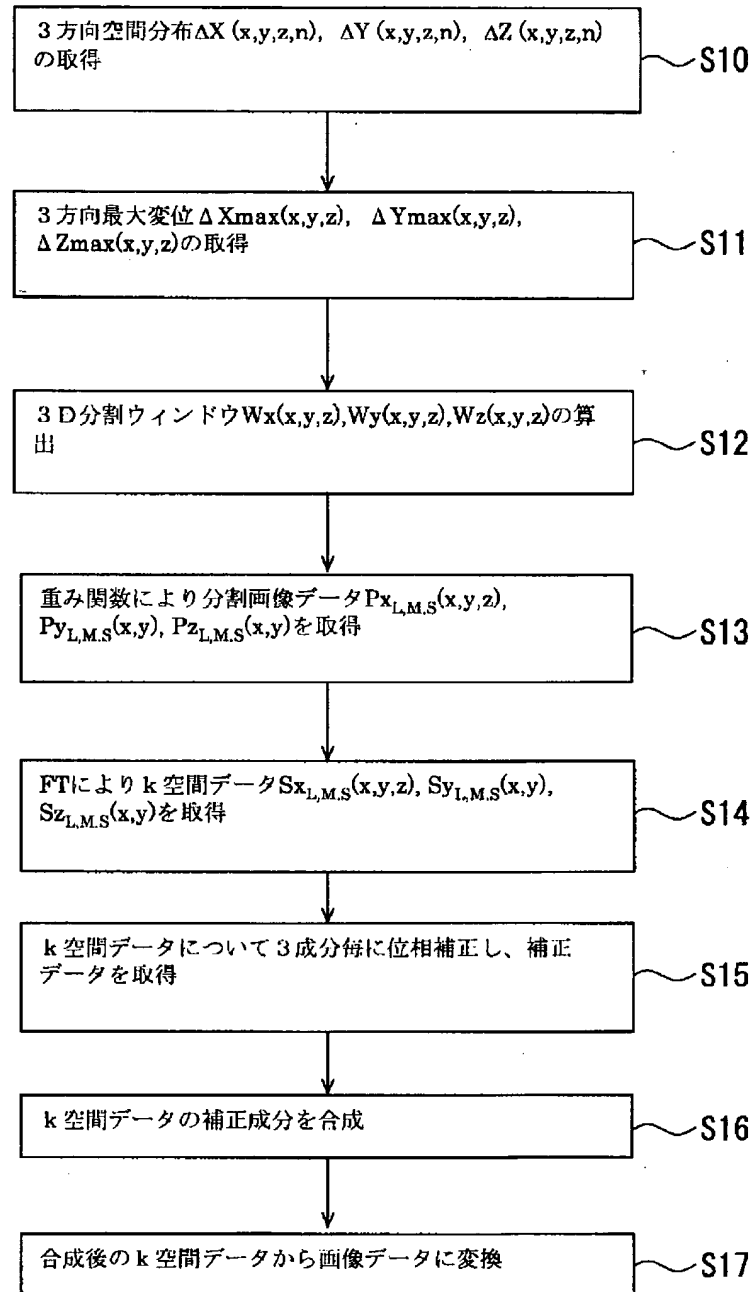 3方向空間分布ΔX (x,y,z,n), ΔY (x,y,z,n), ΔZ (x,y,z,n)
の取得
S10
3方向最大変位ΔXmax(x,y,z), ΔYmax(x,y,z),
ΔZmax(x,y,z)の取得
S11
3D分割ウィンドウWx(x,y,z),Wy(x,y,z),Wz(x,y,z)の算
出
S12
重み関数により分割画像データPxL,M.S(x,y,z),
PyL,M.S(x,y), PzL,M.S(x,y)を取得
S13
FTによりk空間データSxL,M.S(x,y,z), SyL,M.S(x,y),
SzL,M.S(x,y)を取得
S14
k空間データについて3成分毎に位相補正し、補正
データを取得
S15
k空間データの補正成分を合成
S16
合成後のk空間データから画像データに変換
S17